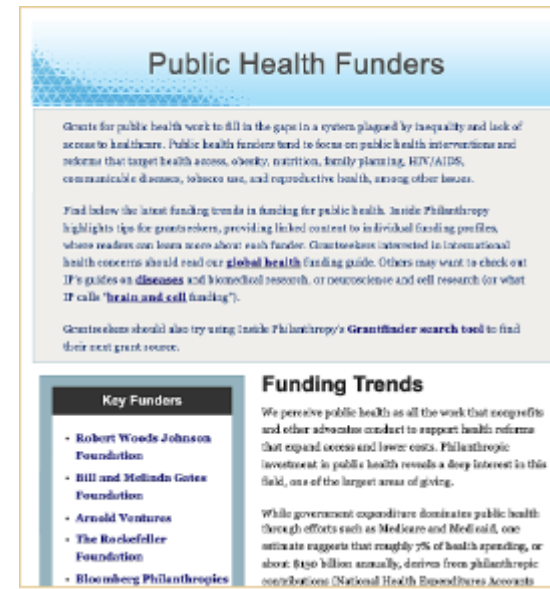 Public Health Funders
Grants for public health work to fill in the gaps in a system plagued by inequality and lack of
access to healthcare. Public health funders tend to focus on public health interventions and
reforms that target health access, obesity, nutrition, family planning, HIV/AIDS,
communicable diseases, tobacco use, and reproductive health, among other issues.
Find below the latest funding trends in funding for public health. Inside Philanthropy
highlights tips for grantseekers, providing linked content to individual funding profiles,
where readers can learn more about each funder. Grantseekers interested in international
health concerns should read our global health funding guide. Others may want to check out
IP's guides on diseases and biomedical research, or neuroscience and cell research (or what
IP calls "brain and cell funding").
Grantseekers should also try using Inside Philanthropy's Grantfinder search tool to find
their next grant source.
Key Funders
• Robert Woods Johnson
Foundation
• Bill and Melinda Gates
Foundation
• Arnold Ventures
• The Rockefeller
Foundation
• Bloomberg Philanthropies
Funding Trends
We perceive public health as all the work that nonprofits
and other advocates conduct to support health reforms
that expand access and lower costs. Philanthropic
investment in public health reveals a deep interest in this
field, one of the largest areas of giving.
While government expenditure dominates public health
through efforts such as Medicare and Medicaid, one
estimate suggests that roughly 7% of health spending, or
about $190 billion annually, derives from philanthropic
contributions (National Health Expenditures Accounts